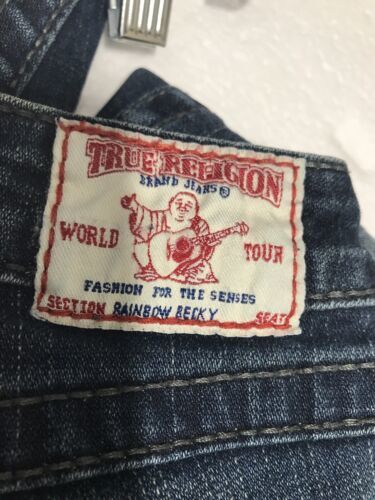 TRUE RELIGION
BRAND JEANS®
WORLD TOUR
FASHION FOR THE SENSES
SECTION RAINBOW BECKY SEAT